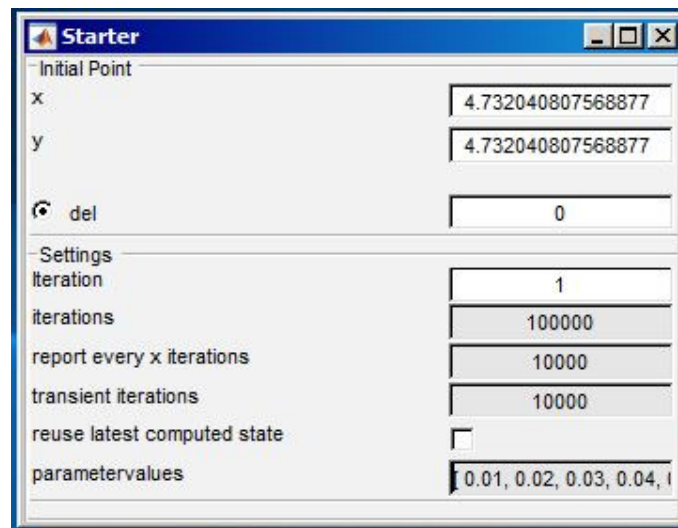 Starter
Initial Point
x 4.732040807568877
y 4.732040807568877
del 0
Settings
Iteration 1
iterations 100000
report every x iterations 10000
transient iterations 10000
reuse latest computed state
parametervalues [ 0.01, 0.02, 0.03, 0.04,